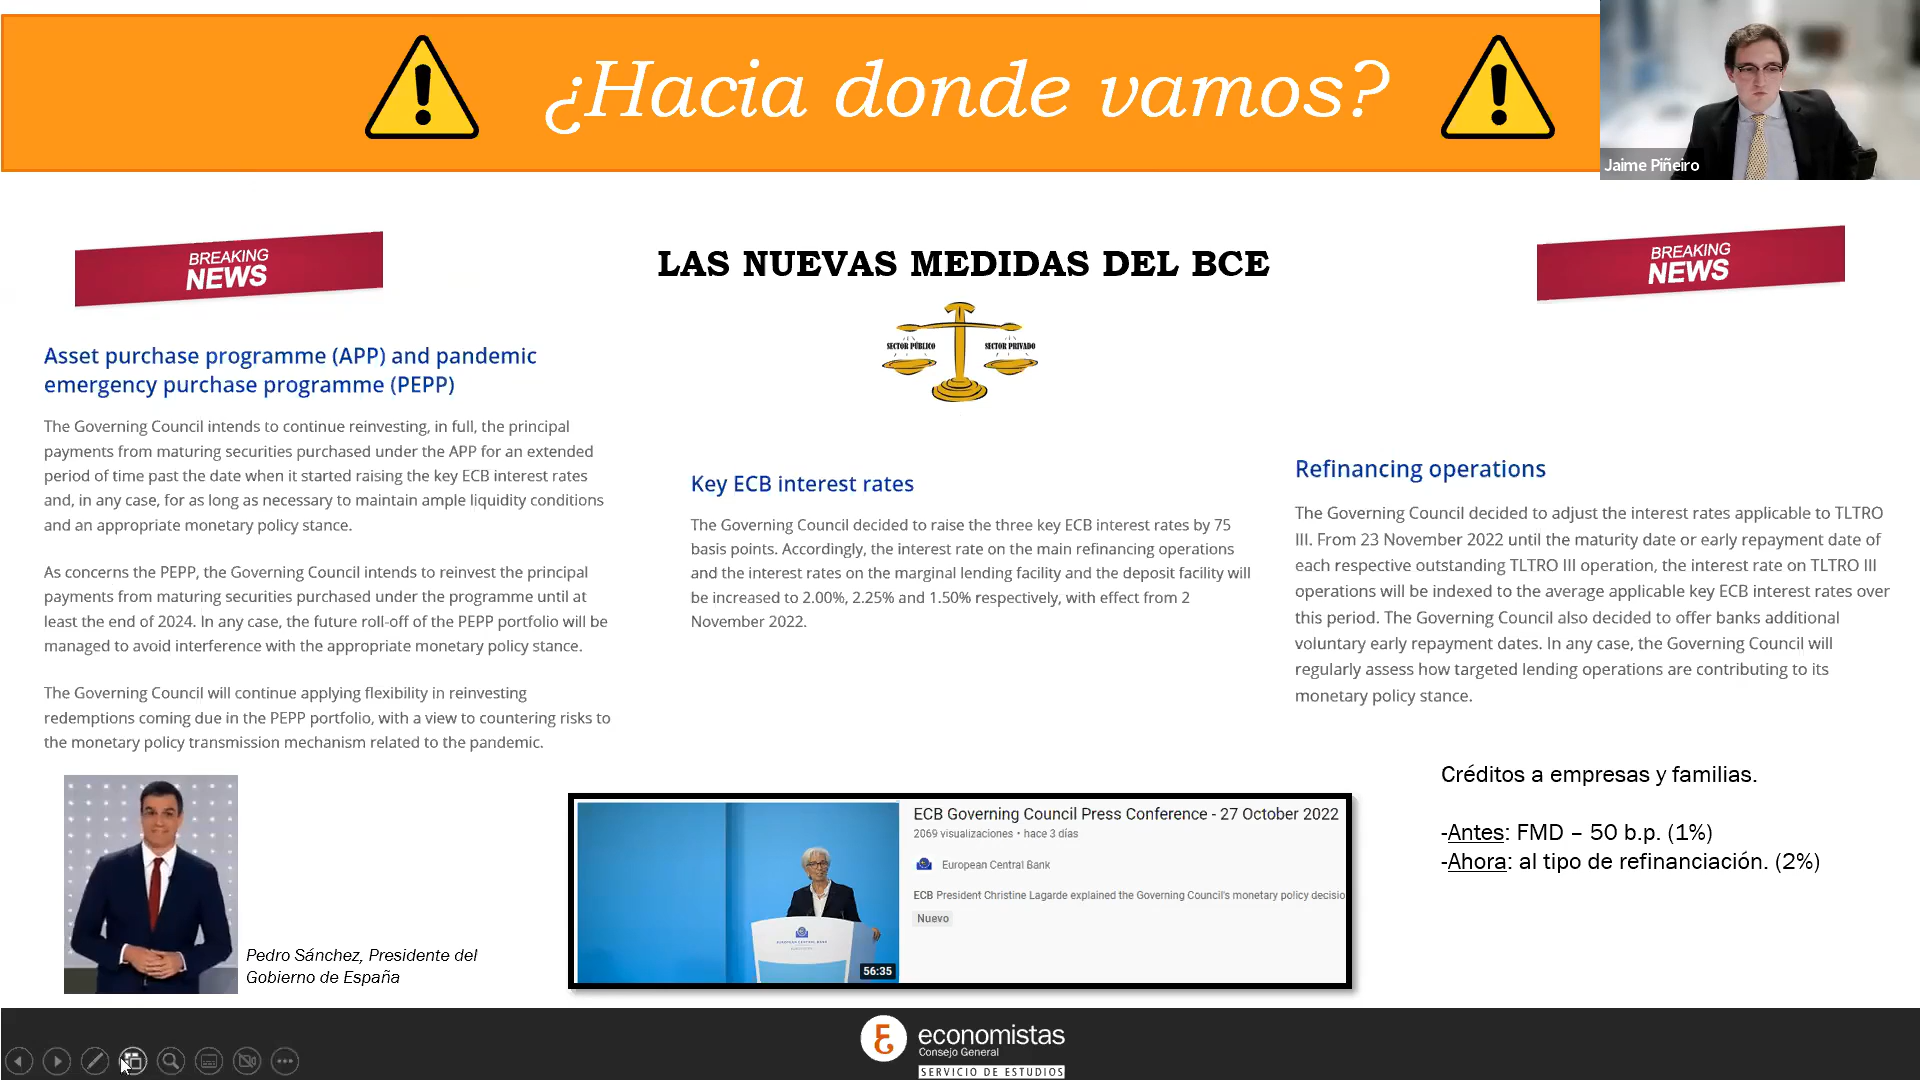 ¿Hacia donde vamos?
Jaime Piñeiro
BREAKING
NEWS
LAS NUEVAS MEDIDAS DEL BCE
BREAKING
NEWS
SECTOR PÚBLICO
SECTOR PRIVADO
Asset purchase programme (APP) and pandemic
emergency purchase programme (PEPP)
The Governing Council intends to continue reinvesting, in full, the principal
payments from maturing securities purchased under the APP for an extended
period of time past the date when it started raising the key ECB interest rates
and, in any case, for as long as necessary to maintain ample liquidity conditions
and an appropriate monetary policy stance.
As concerns the PEPP, the Governing Council intends to reinvest the principal
payments from maturing securities purchased under the programme until at
least the end of 2024. In any case, the future roll-off of the PEPP portfolio will be
managed to avoid interference with the appropriate monetary policy stance.
The Governing Council will continue applying flexibility in reinvesting
redemptions coming due in the PEPP portfolio, with a view to countering risks to
the monetary policy transmission mechanism related to the pandemic.
Pedro Sánchez, Presidente del
Gobierno de España
Key ECB interest rates
The Governing Council decided to raise the three key ECB interest rates by 75
basis points. Accordingly, the interest rate on the main refinancing operations
and the interest rates on the marginal lending facility and the deposit facility will
be increased to 2.00%, 2.25% and 1.50% respectively, with effect from 2
November 2022.
ECB Governing Council Press Conference - 27 October 2022
2069 visualizaciones • hace 3 días
European Central Bank
ECB President Christine Lagarde explained the Governing Council's monetary policy decisio
Nuevo
EUROPEAN CENTRAL BANK
56:35
Refinancing operations
The Governing Council decided to adjust the interest rates applicable to TLTRO
III. From 23 November 2022 until the maturity date or early repayment date of
each respective outstanding TLTRO III operation, the interest rate on TLTRO III
operations will be indexed to the average applicable key ECB interest rates over
this period. The Governing Council also decided to offer banks additional
voluntary early repayment dates. In any case, the Governing Council will
regularly assess how targeted lending operations are contributing to its
monetary policy stance.
Créditos a empresas y familias.
-Antes: FMD – 50 b.p. (1%)
-Ahora: al tipo de refinanciación. (2%)
economistas
Consejo General
SERVICIO DE ESTUDIOS